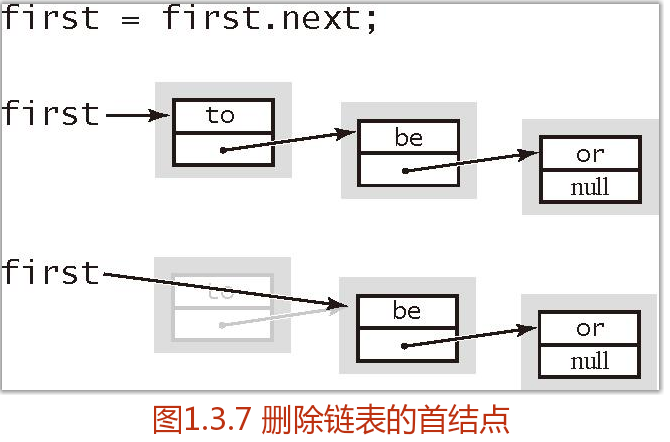 first = first.next;
first
to
be
or
null
first
to
be
or
null
图1.3.7 删除链表的首结点